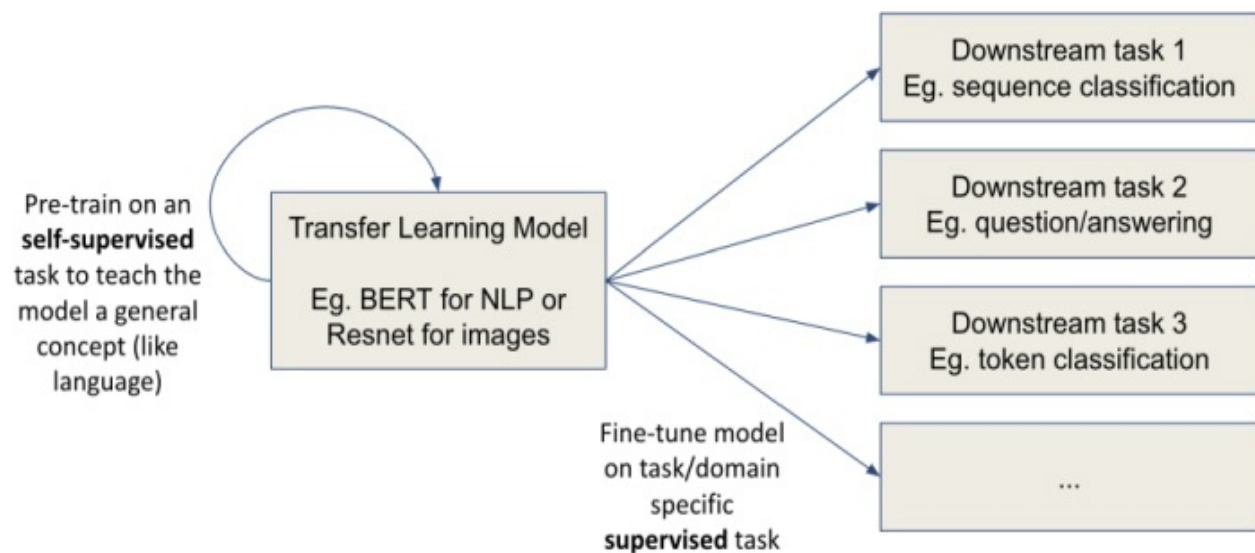 Pre-train on an
self-supervised
task to teach the
model a general
concept (like
language)
Transfer Learning Model
Eg. BERT for NLP or
Resnet for images
Fine-tune model
on task/domain
specific
supervised task
Downstream task 1
Eg. sequence classification
Downstream task 2
Eg. question/answering
Downstream task 3
Eg. token classification
...